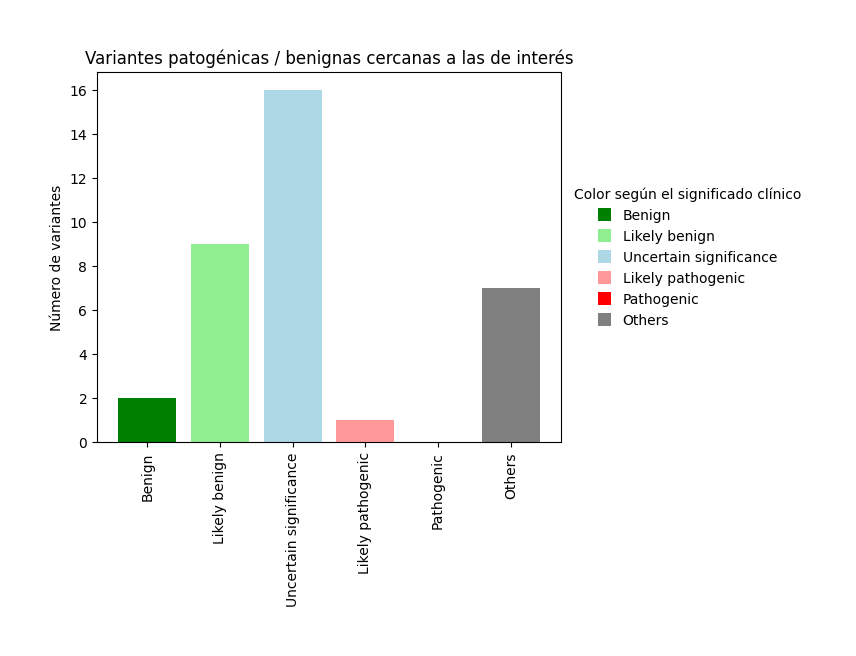 Variantes patogénicas / benignas cercanas a las de interés
Número de variantes
16
14
12
10
8
6
4
2
0
Benign
Likely benign
Uncertain significance
Likely pathogenic
Pathogenic
Others
Color según el significado clínico
Benign
Likely benign
Uncertain significance
Likely pathogenic
Pathogenic
Others